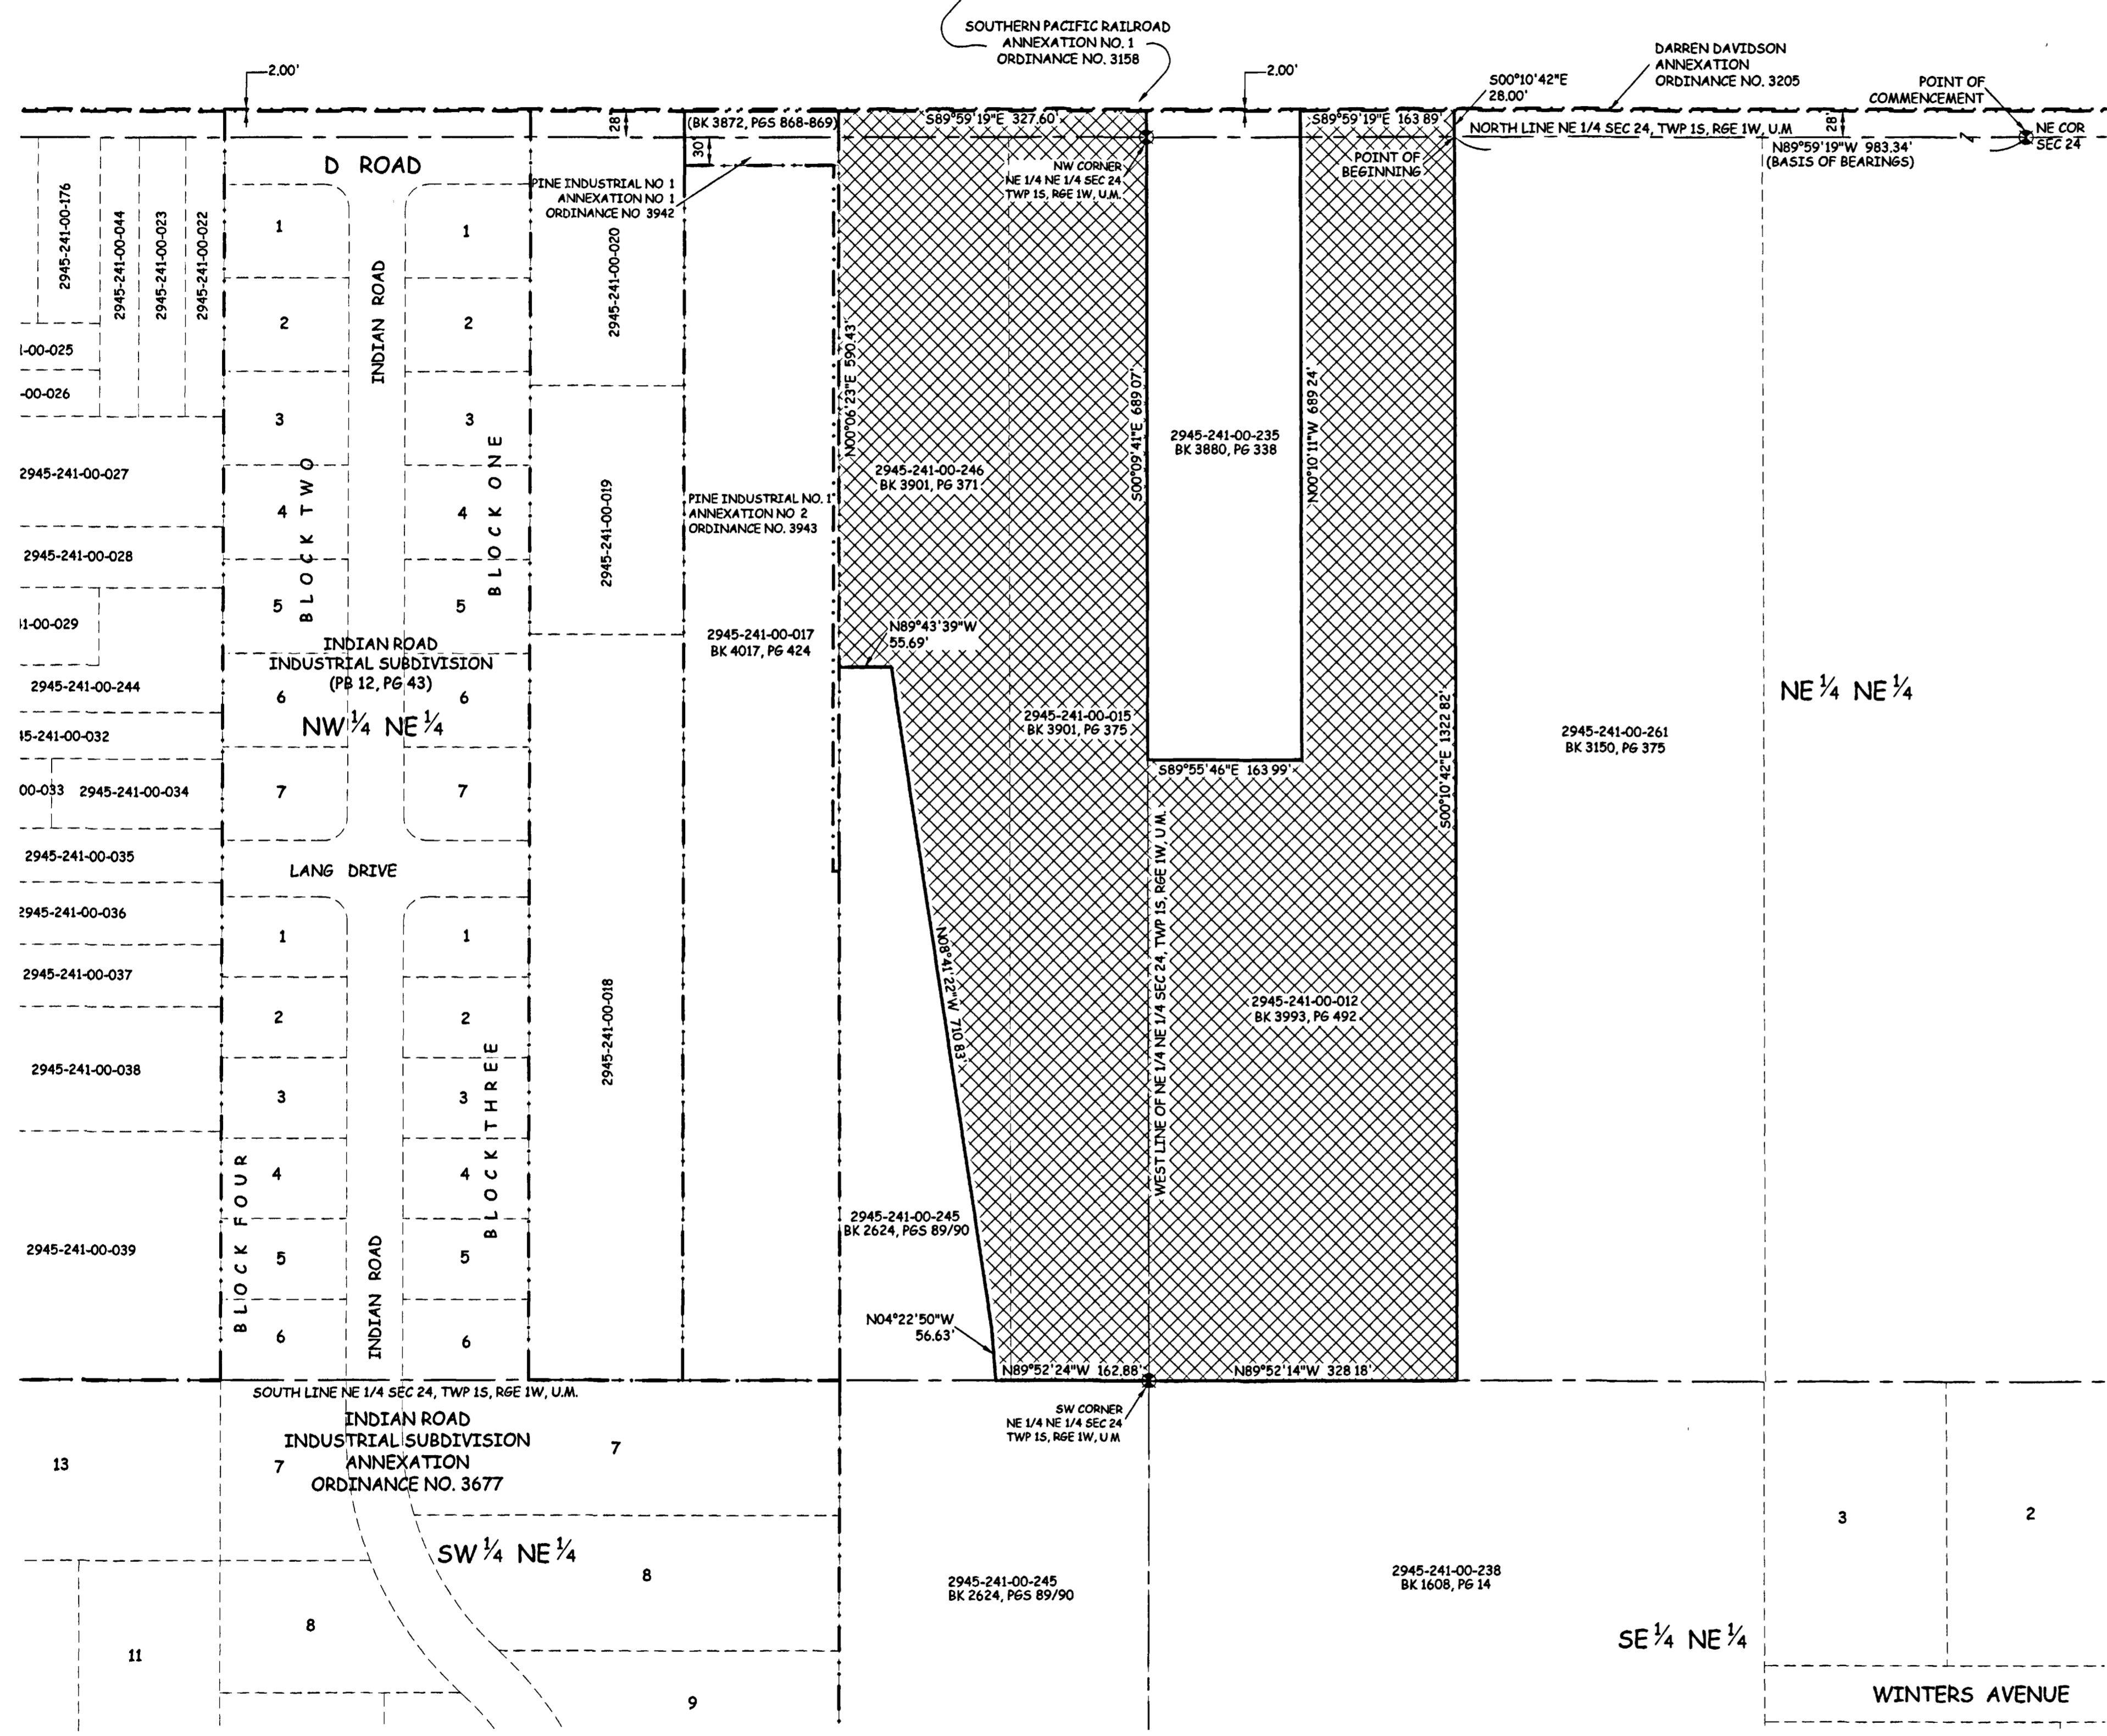 SOUTHERN PACIFIC RAILROAD
ANNEXATION NO. 1
ORDINANCE NO. 3158
DARREN DAVIDSON
ANNEXATION
ORDINANCE NO. 3205
S00°10'42"E
28.00'
POINT OF
COMMENCEMENT
2.00'
2.00'
28'
(BK 3872, PGS 868-869)
30'
S89°59'19"E 327.60'
S89°59'19"E 163 89'
NORTH LINE NE 1/4 SEC 24, TWP 1S, RGE 1W, U.M
28'
NE COR
SEC 24
N89°59'19"W 983.34'
(BASIS OF BEARINGS)
POINT OF
BEGINNING
NW CORNER
NE 1/4 NE 1/4 SEC 24
TWP 1S, RGE 1W, U.M.
D ROAD
PINE INDUSTRIAL NO 1
ANNEXATION NO 1
ORDINANCE NO 3942
2945-241-00-176
2945-241-00-044
2945-241-00-023
2945-241-00-022
1
1
2
2
3
3
4
4
5
5
6
6
7
7
INDIAN ROAD
BLOCK TWO
BLOCK ONE
2945-241-00-020
2945-241-00-019
2945-241-00-018
N00°06'23"E 590.43'
S00°09'41"E 689 07'
N00°10'11"W 689 24'
2945-241-00-235
BK 3880, PG 338
2945-241-00-246
BK 3901, PG 371
PINE INDUSTRIAL NO. 1
ANNEXATION NO 2
ORDINANCE NO. 3943
-00-025
-00-026
2945-241-00-027
2945-241-00-028
1-00-029
2945-241-00-244
45-241-00-032
00-033
2945-241-00-034
2945-241-00-035
2945-241-00-036
2945-241-00-037
2945-241-00-038
2945-241-00-039
INDIAN ROAD
INDUSTRIAL SUBDIVISION
(PB 12, PG 43)
NW 1/4 NE 1/4
2945-241-00-017
BK 4017, PG 424
N89°43'39"W
55.69'
2945-241-00-015
BK 3901, PG 375
S89°55'46"E 163 99'
S00°10'42"E 1322 82'
2945-241-00-261
BK 3150, PG 375
NE 1/4 NE 1/4
LANG DRIVE
1
1
2
2
3
3
4
4
5
5
6
6
BLOCK FOUR
BLOCK THREE
INDIAN ROAD
N08°41'22"W 710 83'
WEST LINE OF NE 1/4 NE 1/4 SEC 24, TWP 1S, RGE 1W, U.M.
2945-241-00-012
BK 3993, PG 492
2945-241-00-245
BK 2624, PGS 89/90
N04°22'50"W
56.63'
N89°52'24"W 162.88'
N89°52'14"W 328 18'
SOUTH LINE NE 1/4 SEC 24, TWP 1S, RGE 1W, U.M.
SW CORNER
NE 1/4 NE 1/4 SEC 24
TWP 1S, RGE 1W, U M
INDIAN ROAD
INDUSTRIAL SUBDIVISION
ANNEXATION
ORDINANCE NO. 3677
13
7
7
SW 1/4 NE 1/4
8
8
11
9
2945-241-00-245
BK 2624, PGS 89/90
2945-241-00-238
BK 1608, PG 14
3
2
SE 1/4 NE 1/4
WINTERS AVENUE